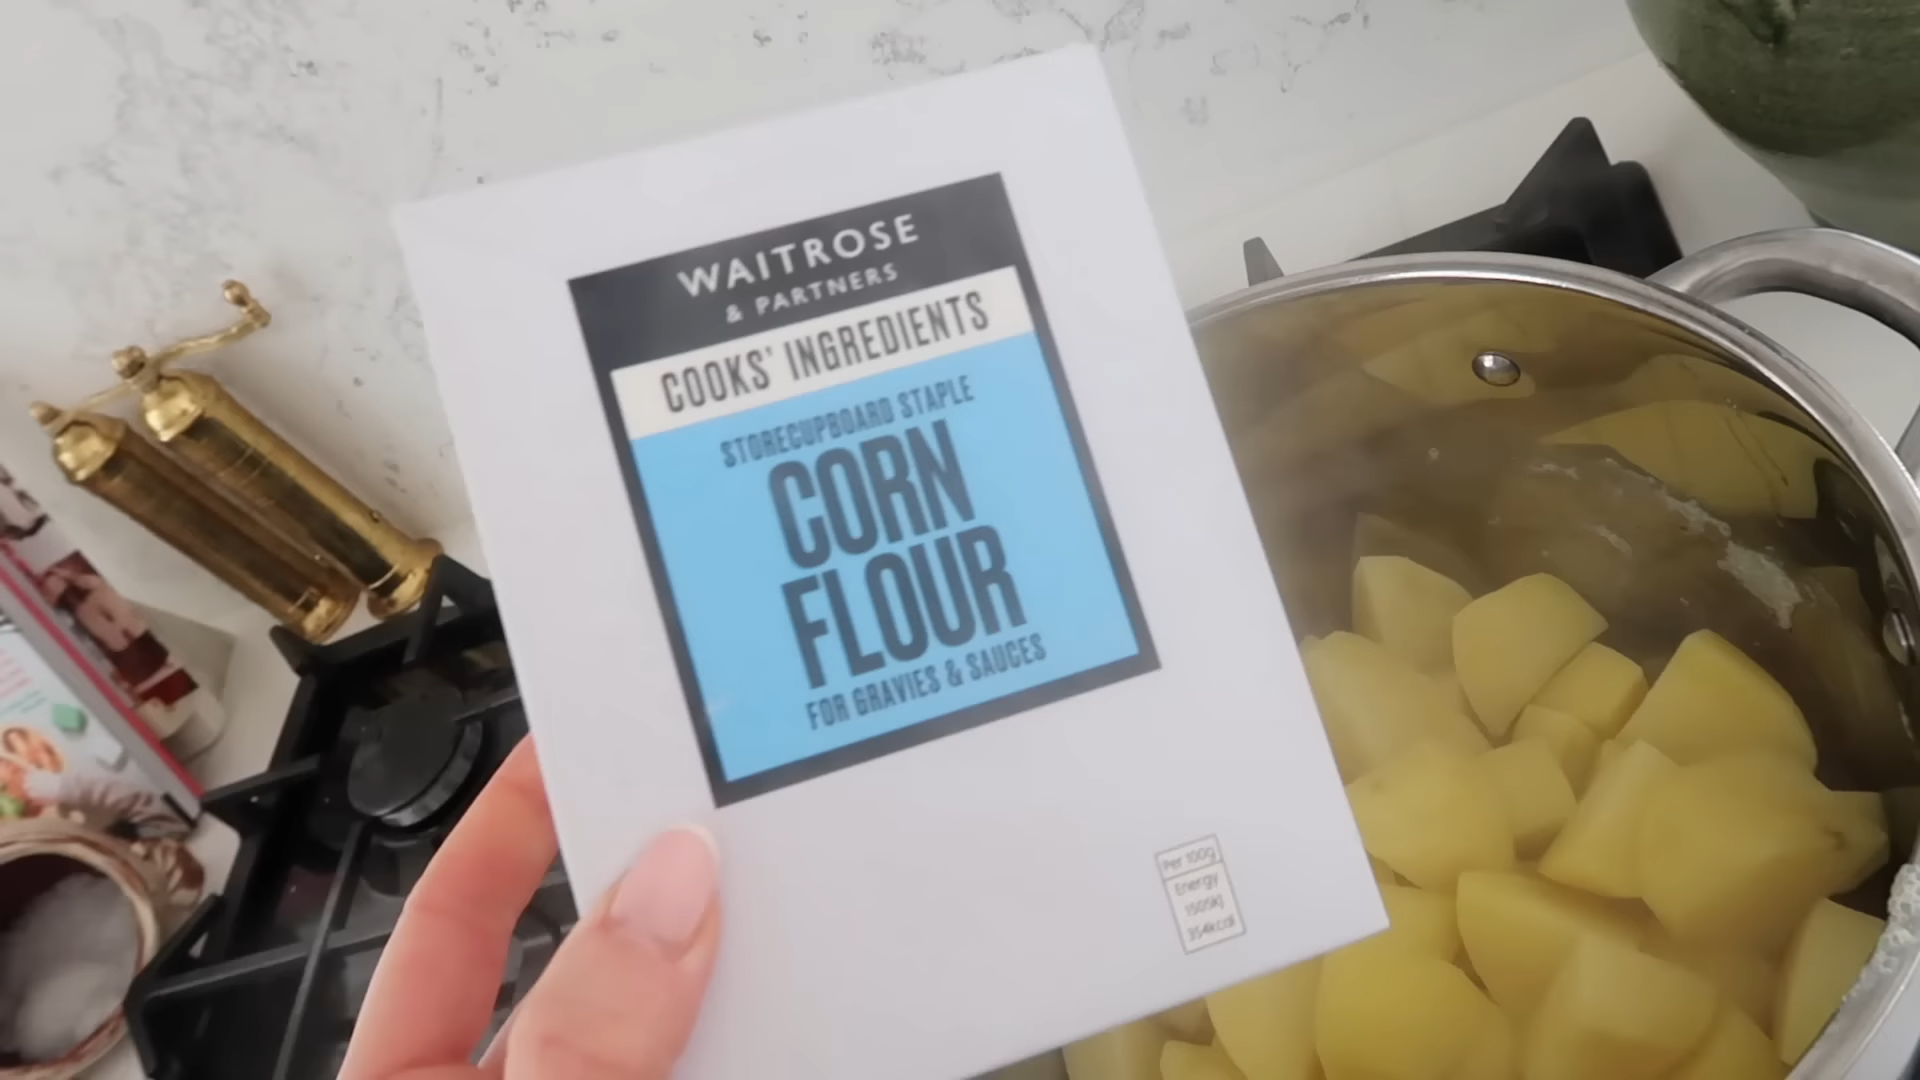 WAITROSE
& PARTNERS
COOKS' INGREDIENTS
STORECUPBOARD STAPLE
CORN
FLOUR
FOR GRAVIES & SAUCES
Per 100g
Energy
1505kJ
354kcal